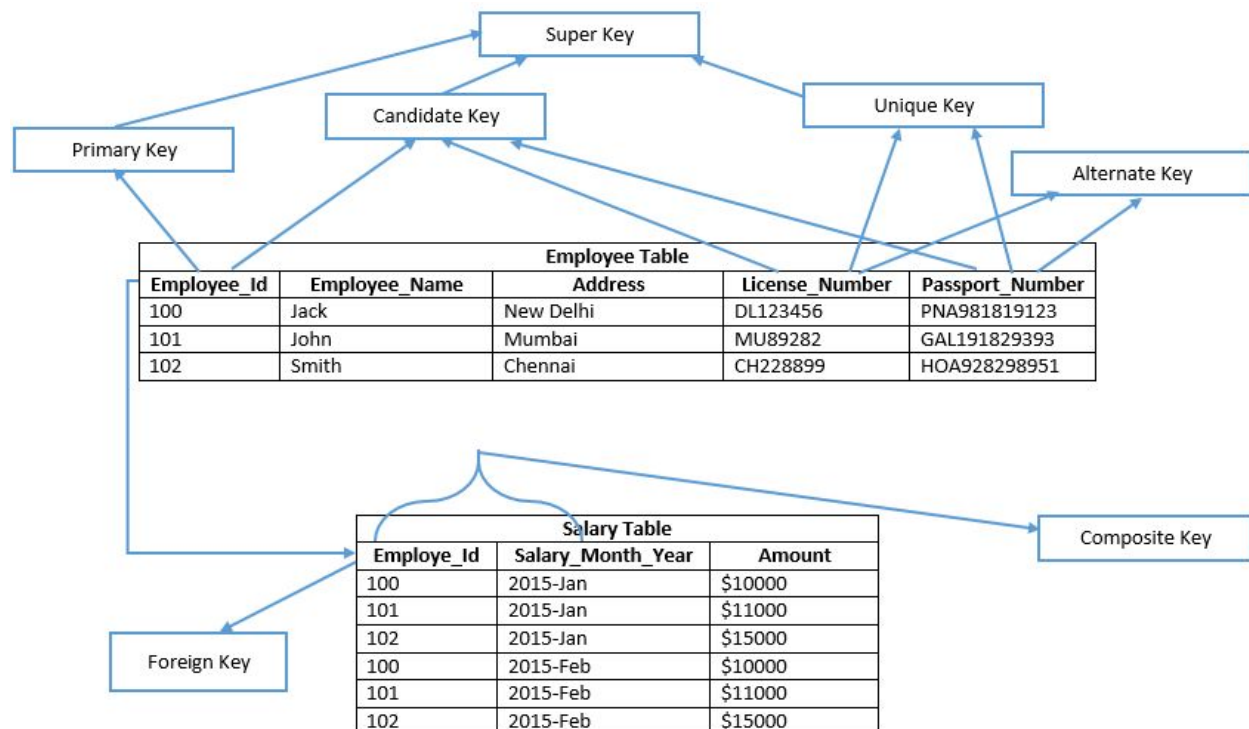 Super Key
Candidate Key
Unique Key
Primary Key
Alternate Key
Employee Table
Employee_Id Employee_Name Address License_Number Passport_Number
100 Jack New Delhi DL123456 PNA981819123
101 John Mumbai MU89282 GAL191829393
102 Smith Chennai CH228899 HOA928298951
Salary Table
Composite Key
Employe_Id Salary_Month_Year Amount
100 2015-Jan $10000
101 2015-Jan $11000
102 2015-Jan $15000
Foreign Key
100 2015-Feb $10000
101 2015-Feb $11000
102 2015-Feb $15000